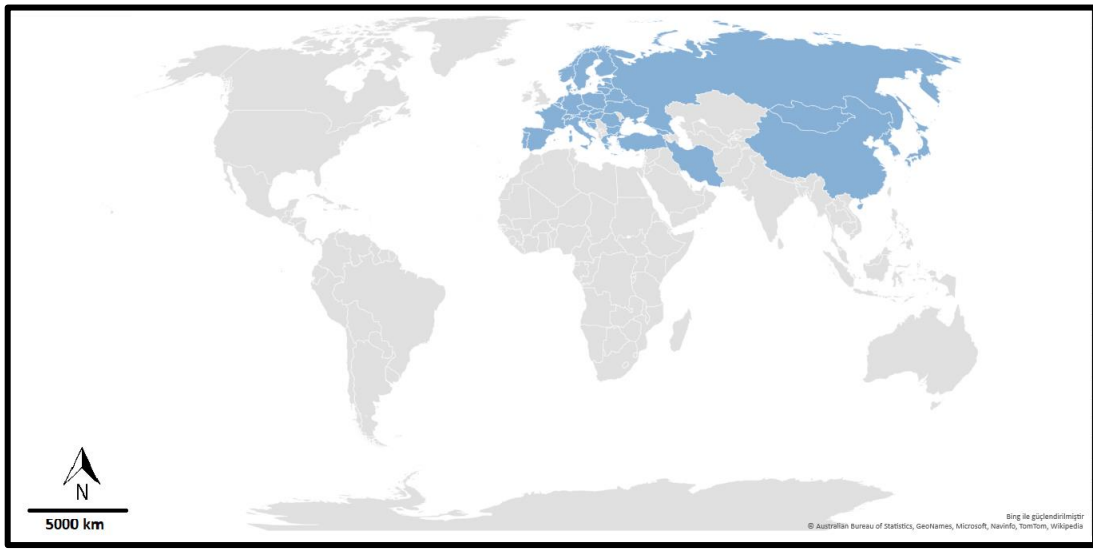 N
5000 km
Bing ile güçlendirilmiştir
© Australian Bureau of Statistics, GeoNames, Microsoft, Navinfo, TomTom, Wikipedia